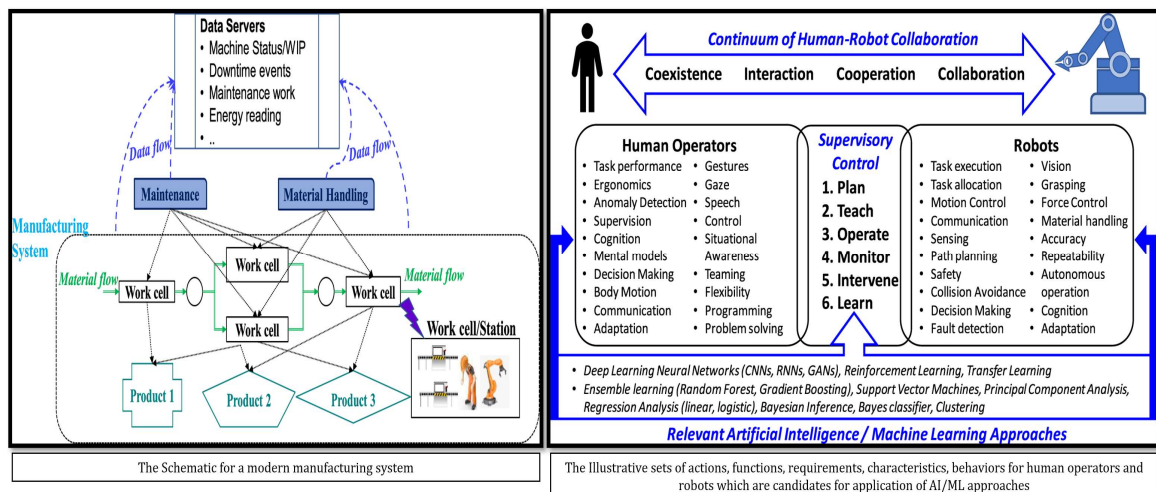 Data Servers
• Machine Status/WIP
• Downtime events
• Maintenance work
• Energy reading
• ..
Data flow
Data flow
Maintenance
Material Handling
Manufacturing
System
Work cell
Material flow
Material flow
Work cell
Work cell
Work cell
Work cell/Station
Product 1
Product 2
Product 3
The Schematic for a modern manufacturing system
Continuum of Human-Robot Collaboration
Coexistence Interaction Cooperation Collaboration
Human Operators
• Task performance
• Ergonomics
• Anomaly Detection
• Supervision
• Cognition
• Mental models
• Decision Making
• Body Motion
• Communication
• Adaptation
• Gestures
• Gaze
• Speech
• Control
• Situational
Awareness
• Teaming
• Flexibility
• Programming
• Problem solving
Supervisory
Control
1. Plan
2. Teach
3. Operate
4. Monitor
5. Intervene
6. Learn
Robots
• Task execution
• Task allocation
• Motion Control
• Communication
• Sensing
• Path planning
• Safety
• Collision Avoidance
• Decision Making
• Fault detection
• Vision
• Grasping
• Force Control
• Material handling
• Accuracy
• Repeatability
• Autonomous
operation
• Cognition
• Adaptation
• Deep Learning Neural Networks (CNNs, RNNs, GANs), Reinforcement Learning, Transfer Learning
• Ensemble learning (Random Forest, Gradient Boosting), Support Vector Machines, Principal Component Analysis,
Regression Analysis (linear, logistic), Bayesian Inference, Bayes classifier, Clustering
Relevant Artificial Intelligence / Machine Learning Approaches
The Illustrative sets of actions, functions, requirements, characteristics, behaviors for human operators and
robots which are candidates for application of AI/ML approaches